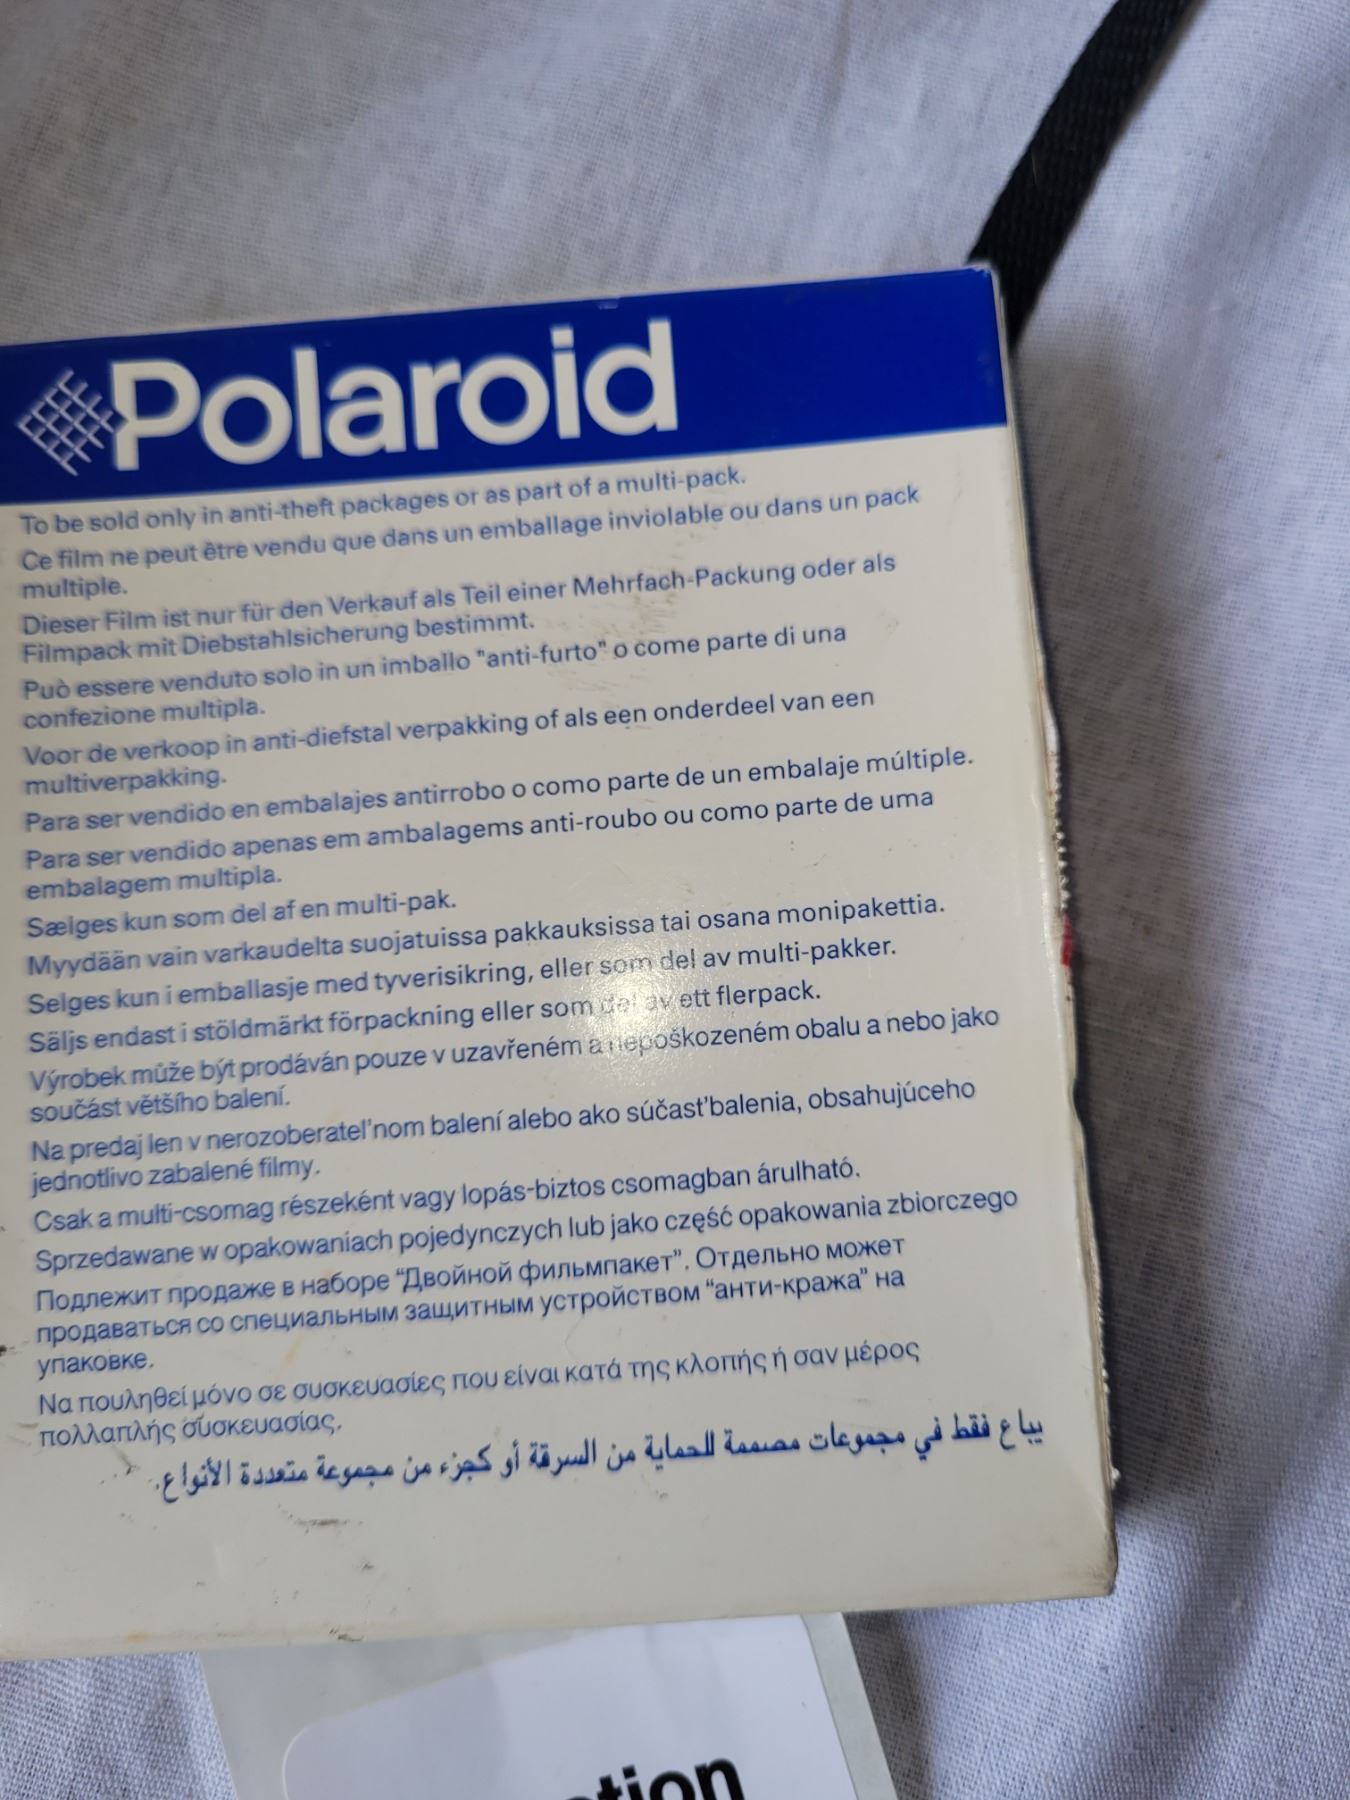 Polaroid
To be sold only in anti-theft packages or as part of a multi-pack.
Ce film ne peut être vendu que dans un emballage inviolable ou dans un pack
multiple.
Dieser Film ist nur für den Verkauf als Teil einer Mehrfach-Packung oder als
Filmpack mit Diebstahlsicherung bestimmt.
Può essere venduto solo in un imballo "anti-furto" o come parte di una
confezione multipla.
Voor de verkoop in anti-diefstal verpakking of als een onderdeel van een
multiverpakking.
Para ser vendido en embalajes antirrobo o como parte de un embalaje múltiple.
Para ser vendido apenas em ambalagems anti-roubo ou como parte de uma
embalagem multipla.
Sælges kun som del af en multi-pak.
Myydään vain varkaudelta suojatuissa pakkauksissa tai osana monipakettia.
Selges kun i emballasje med tyverisikring, eller som del av multi-pakker.
Säljs endast i stöldmärkt förpackning eller som del av ett flerpack.
Výrobek může být prodáván pouze v uzavřeném a nepoškozeném obalu a nebo jako
součást většího balení.
Na predaj len v nerozoberatel'nom balení alebo ako súčast'balenia, obsahujúceho
jednotlivo zabalené filmy.
Csak a multi-csomag részeként vagy lopás-biztos csomagban árulható.
Sprzedawane w opakowaniach pojedynczych lub jako część opakowania zbiorczego
Подлежит продаже в наборе “Двойной фильмпакет”. Отдельно может
продаваться со специальным защитным устройством “анти-кража” на
упаковке.
Να πουληθεί μόνο σε συσκευασίες που είναι κατά της κλοπής ή σαν μέρος
πολλαπλής συσκευασίας.
يباع فقط في مجموعات مصممة للحماية من السرقة أو كجزء من مجموعة متعددة الأنواع.